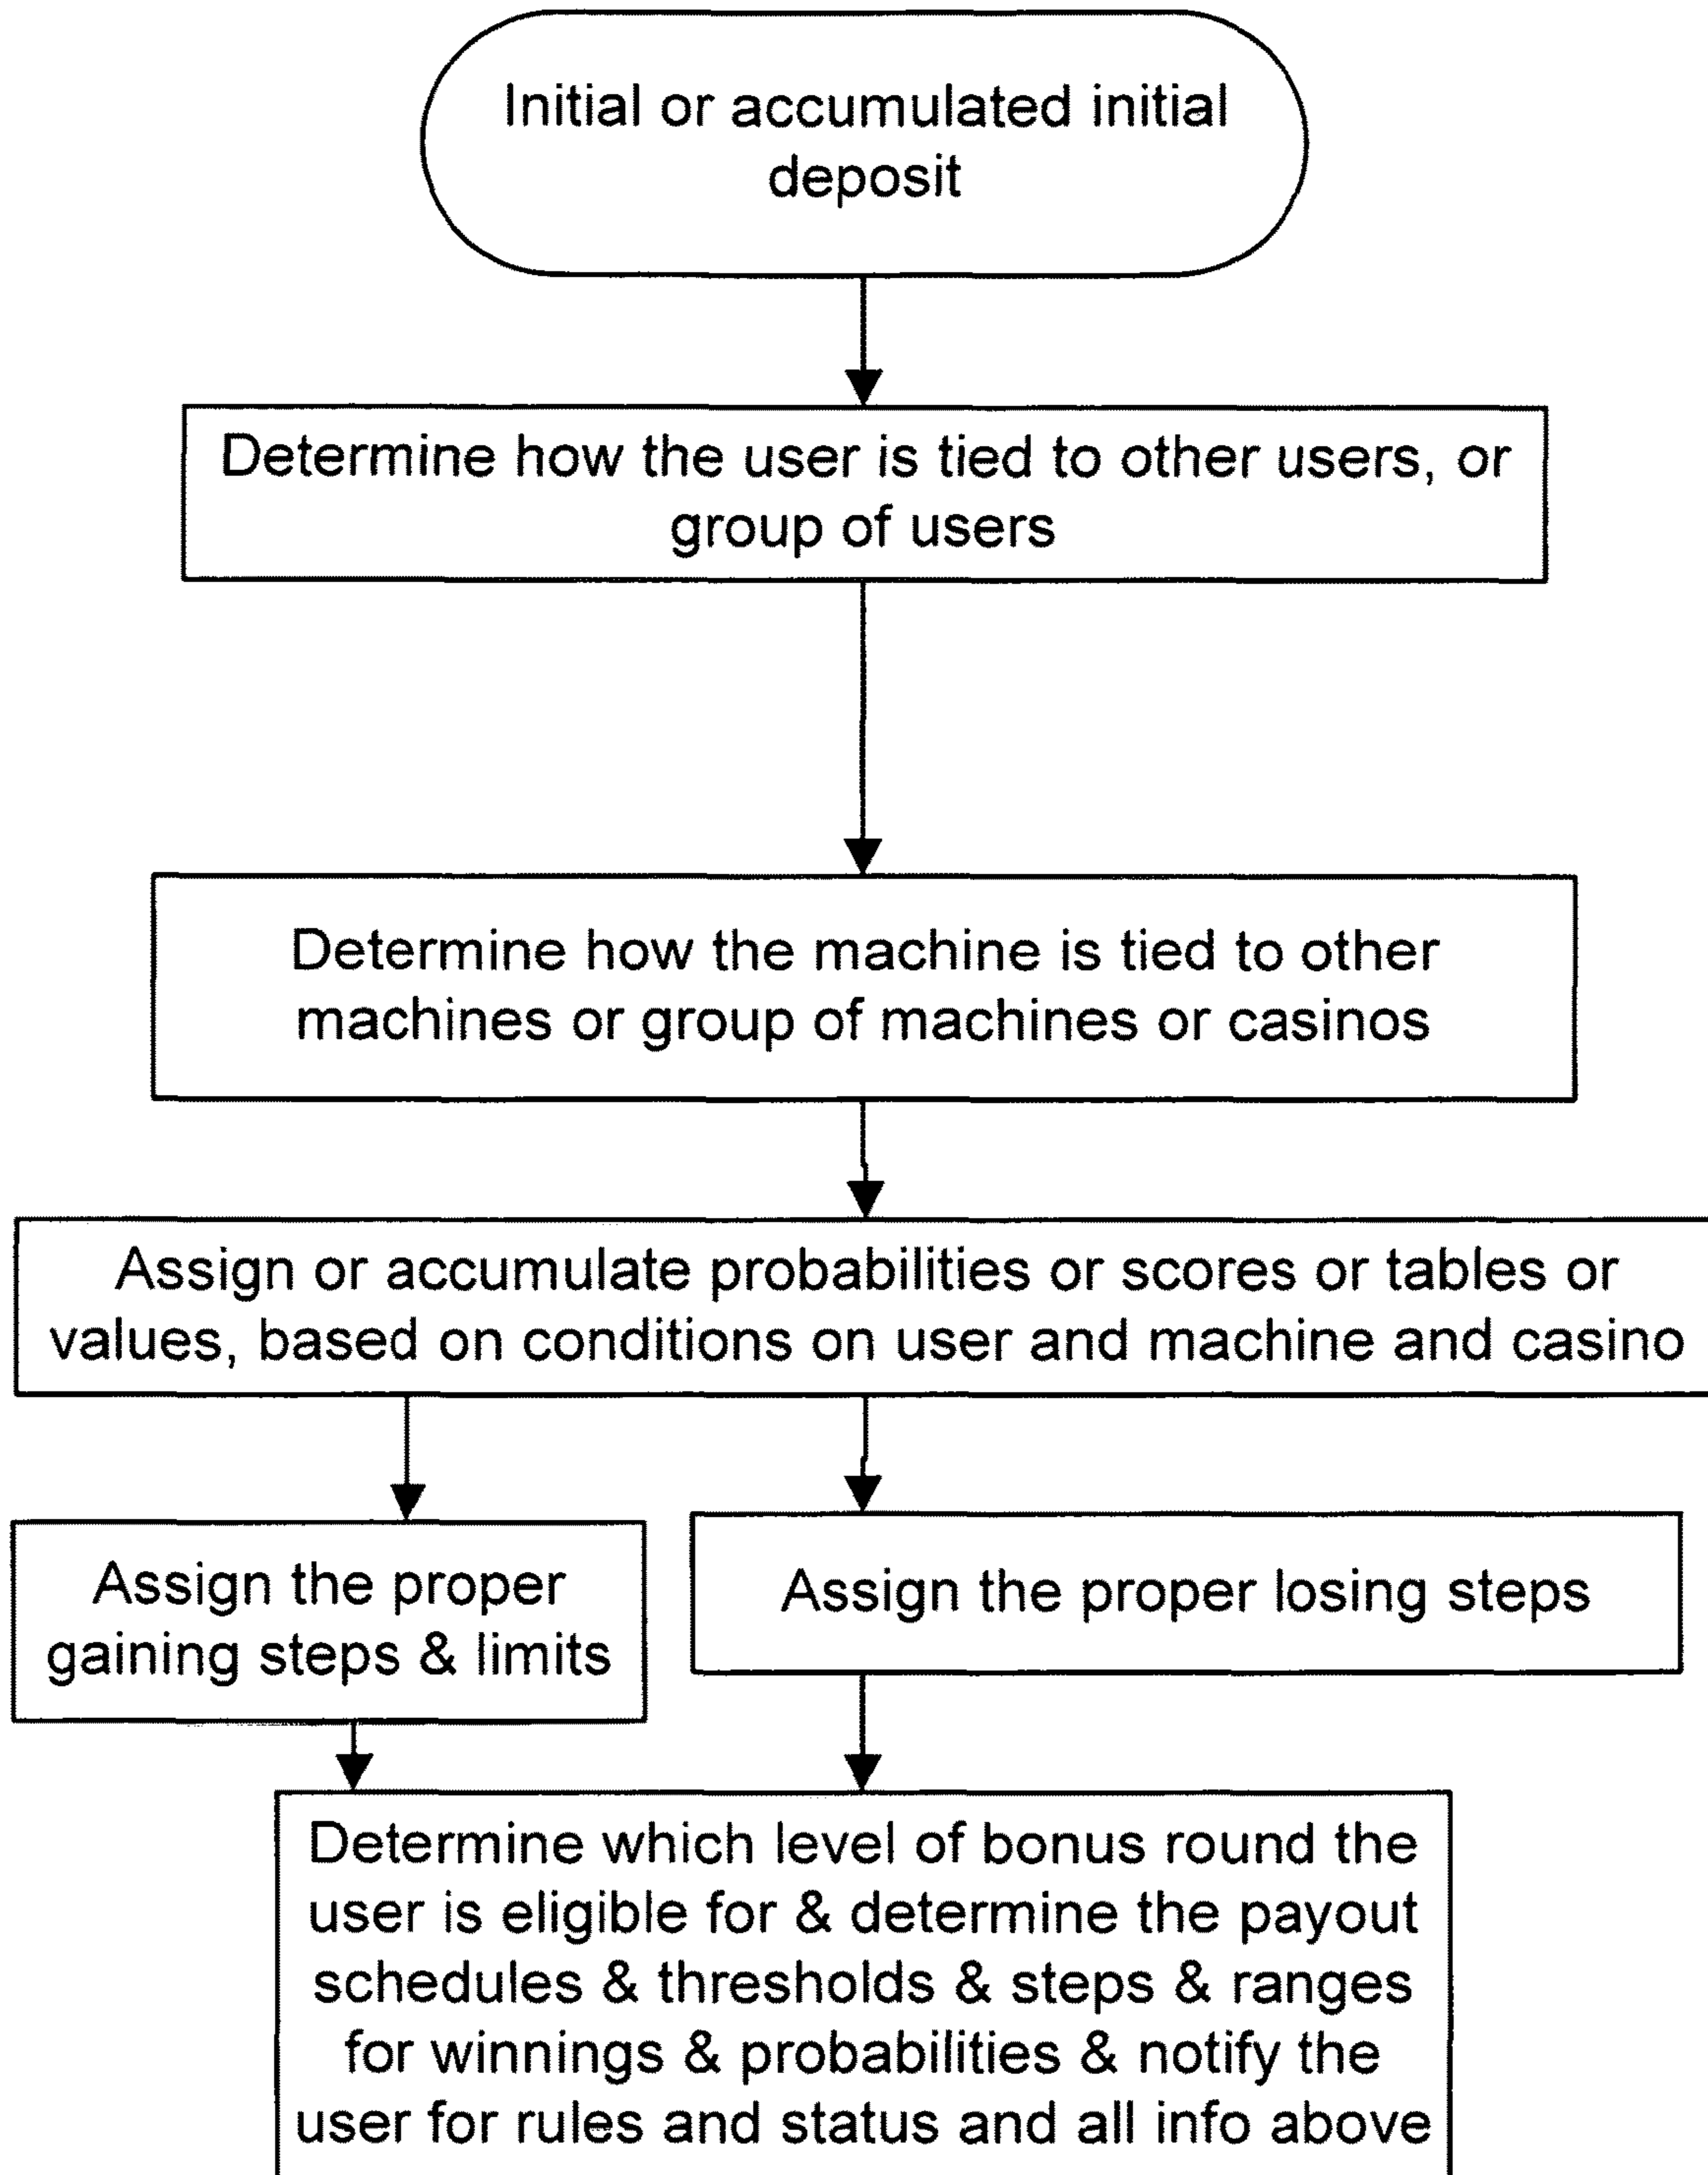 Initial or accumulated initial
deposit
Determine how the user is tied to other users, or
group of users
Determine how the machine is tied to other
machines or group of machines or casinos
Assign or accumulate probabilities or scores or tables or
values, based on conditions on user and machine and casino
Assign the proper
gaining steps & limits
Assign the proper losing steps
Determine which level of bonus round the
user is eligible for & determine the payout
schedules & thresholds & steps & ranges
for winnings & probabilities & notify the
user for rules and status and all info above